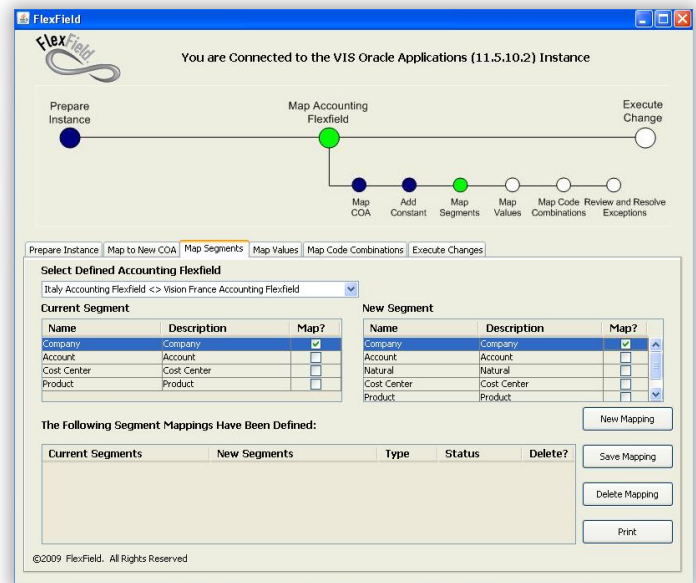 FlexField
FlexField
You are Connected to the VIS Oracle Applications (11.5.10.2) Instance
Prepare Instance
Map Accounting Flexfield
Execute Change
Map COA
Add Constant
Map Segments
Map Values
Map Code Combinations
Review and Resolve Exceptions
Prepare Instance Map to New COA Map Segments Map Values Map Code Combinations Execute Changes
Select Defined Accounting Flexfield
Italy Accounting Flexfield <> Vision France Accounting Flexfield
Current Segment
Name Description Map?
Company Company
Account Account
Cost Center Cost Center
Product Product
New Segment
Name Description Map?
Company Company
Account Account
Natural Natural
Cost Center Cost Center
Product Product
New Mapping
The Following Segment Mappings Have Been Defined:
Current Segments New Segments Type Status Delete?
Save Mapping
Delete Mapping
Print
©2009 FlexField. All Rights Reserved